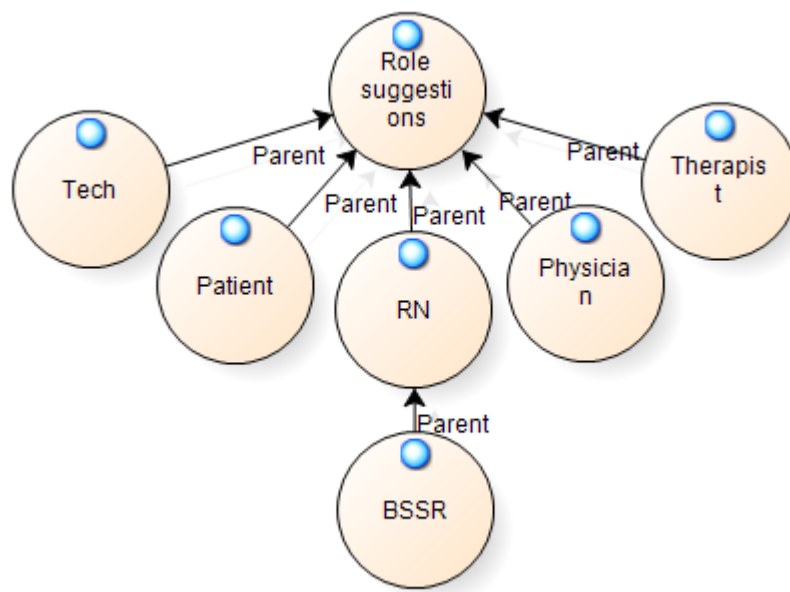 Role
suggesti
ons
Parent
Parent
Tech
Parent
Therapis
t
Parent
Parent
Patient
Physicia
n
RN
Parent
BSSR